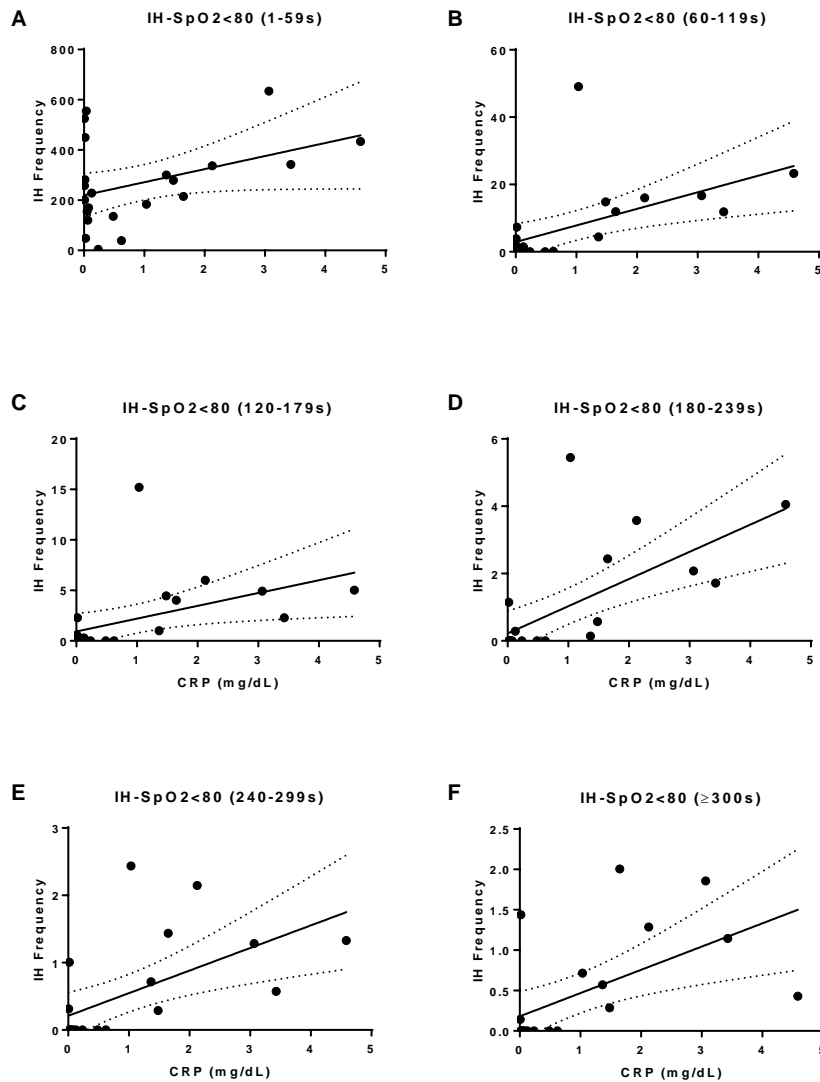 A
IH-SpO2<80 (1-59s)
800
600
400
200
0
IH Frequency
0 1 2 3 4 5
B
IH-SpO2<80 (60-119s)
60
40
20
0
IH Frequency
0 1 2 3 4 5
C
IH-SpO2<80 (120-179s)
20
15
10
5
0
IH Frequency
0 1 2 3 4 5
CRP (mg/dL)
D
IH-SpO2<80 (180-239s)
6
4
2
0
IH Frequency
0 1 2 3 4 5
CRP (mg/dL)
E
IH-SpO2<80 (240-299s)
3
2
1
0
IH Frequency
0 1 2 3 4 5
CRP (mg/dL)
F
IH-SpO2<80 (≥300s)
2.5
2.0
1.5
1.0
0.5
0.0
IH Frequency
0 1 2 3 4 5
CRP (mg/dL)